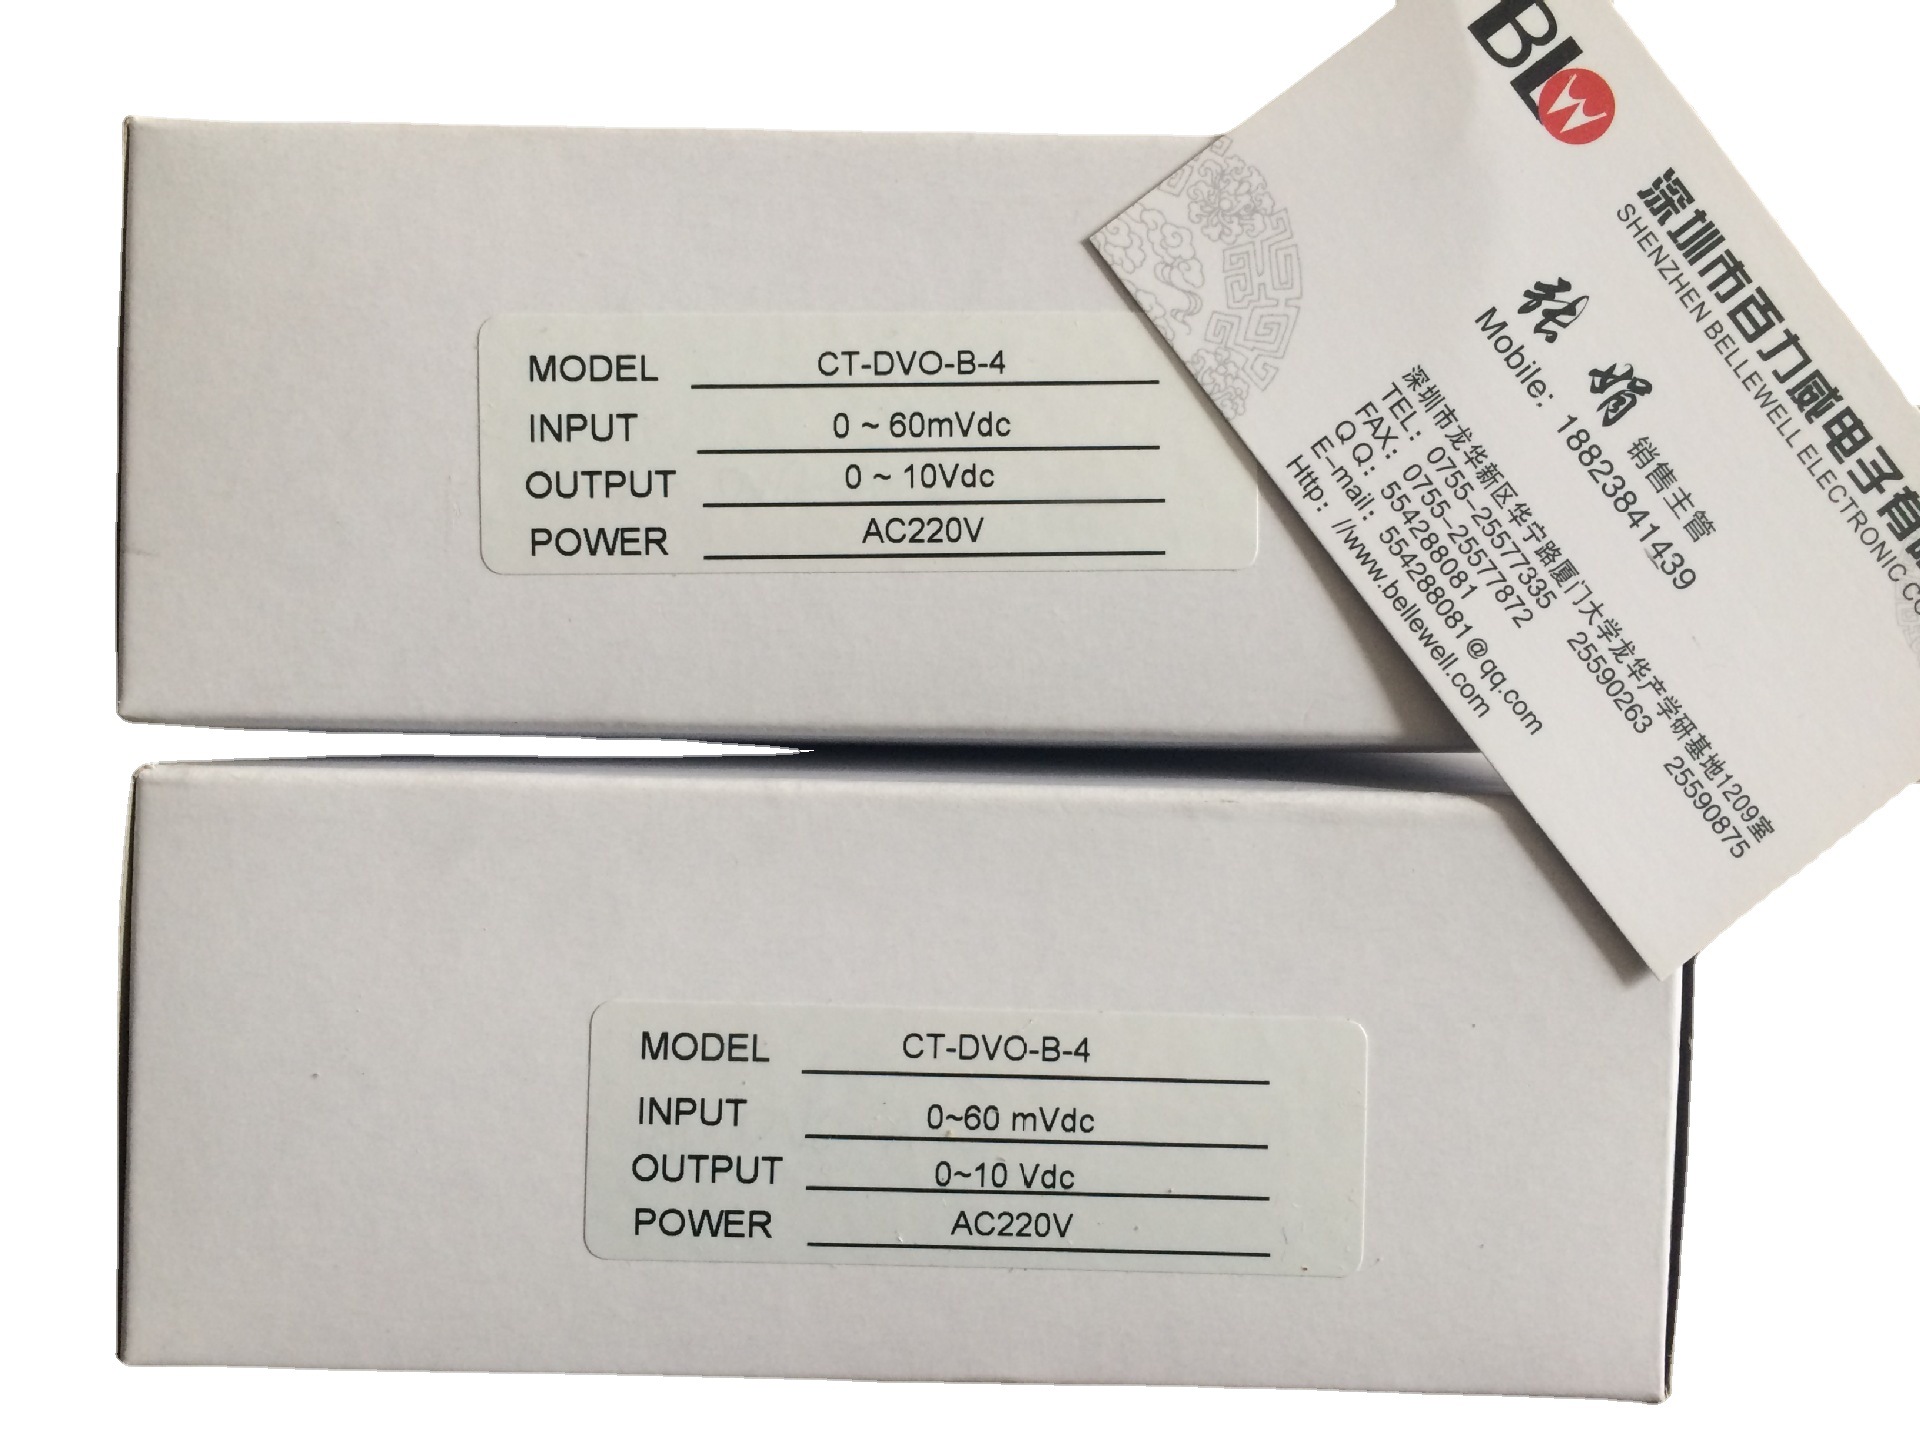 MODEL CT-DVO-B-4
INPUT 0 ~ 60mVdc
OUTPUT 0 ~ 10Vdc
POWER AC220V
BLW
深圳市百力威电子有
SHENZHEN BELLEWELL ELECTRONIC CO
张 娟 销售主管
Mobile: 18823841439
深圳市龙华新区华宁路厦门大学龙华产学研基地1209室
TEL: 0755-25577335 25590263 25590875
FAX: 0755-25577872
QQ: 554288081
E-mail: 554288081@qq.com
Http: //www.bellewell.com
MODEL CT-DVO-B-4
INPUT 0~60 mVdc
OUTPUT 0~10 Vdc
POWER AC220V